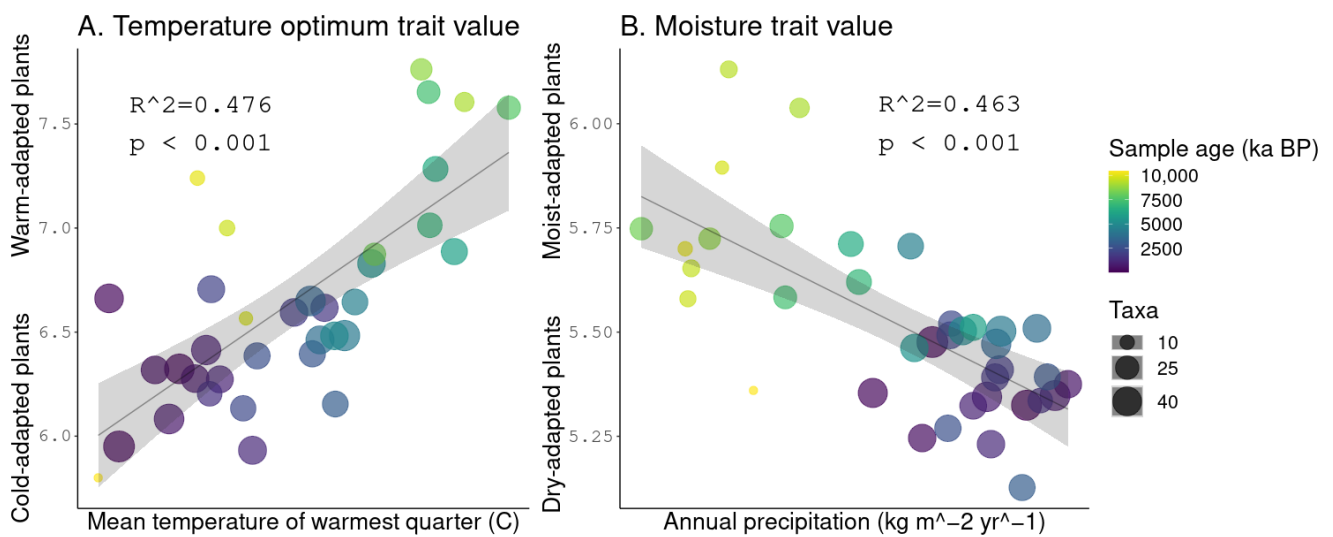 A. Temperature optimum trait value
Warm-adapted plants
Cold-adapted plants
7.5
7.0
6.5
6.0
R^2=0.476
p < 0.001
Mean temperature of warmest quarter (C)
B. Moisture trait value
Moist-adapted plants
Dry-adapted plants
6.00
5.75
5.50
5.25
R^2=0.463
p < 0.001
Annual precipitation (kg m^−2 yr^−1)
Sample age (ka BP)
10,000
7500
5000
2500
Taxa
10
25
40